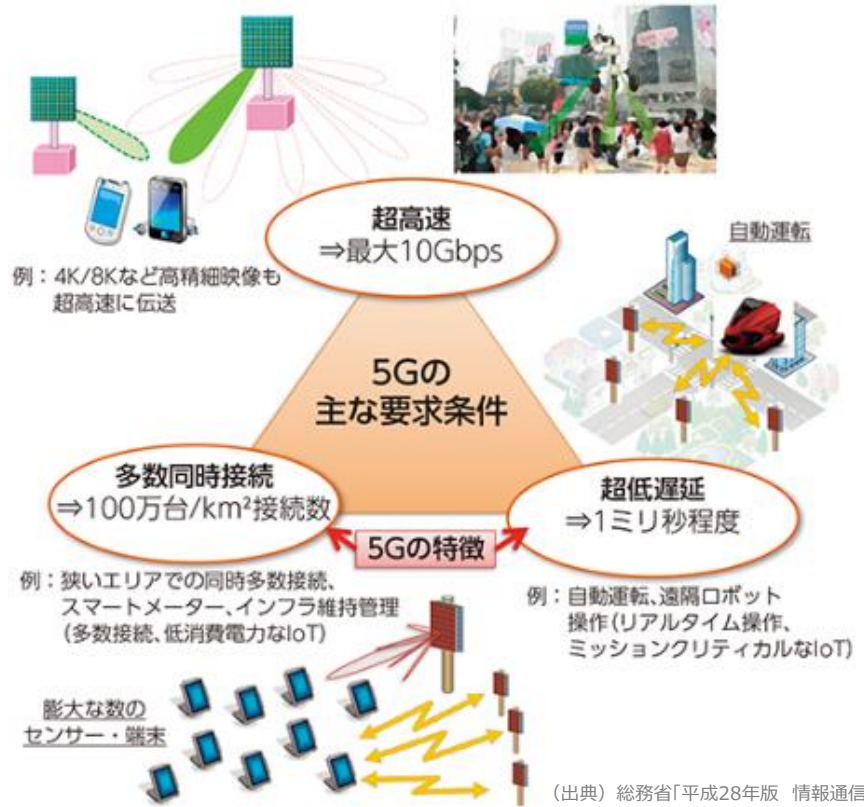 超高速
⇒最大10Gbps
例：4K/8Kなど高精細映像も
超高速に伝送
自動運転
5Gの
主な要求条件
多数同時接続
⇒100万台/km²接続数
超低遅延
⇒1ミリ秒程度
5Gの特徴
例：狭いエリアでの同時多数接続、
スマートメーター、インフラ維持管理
（多数接続、低消費電力なIoT）
例：自動運転、遠隔ロボット
操作（リアルタイム操作、
ミッションクリティカルなIoT）
膨大な数の
センサー・端末
（出典）総務省「平成28年版 情報通信